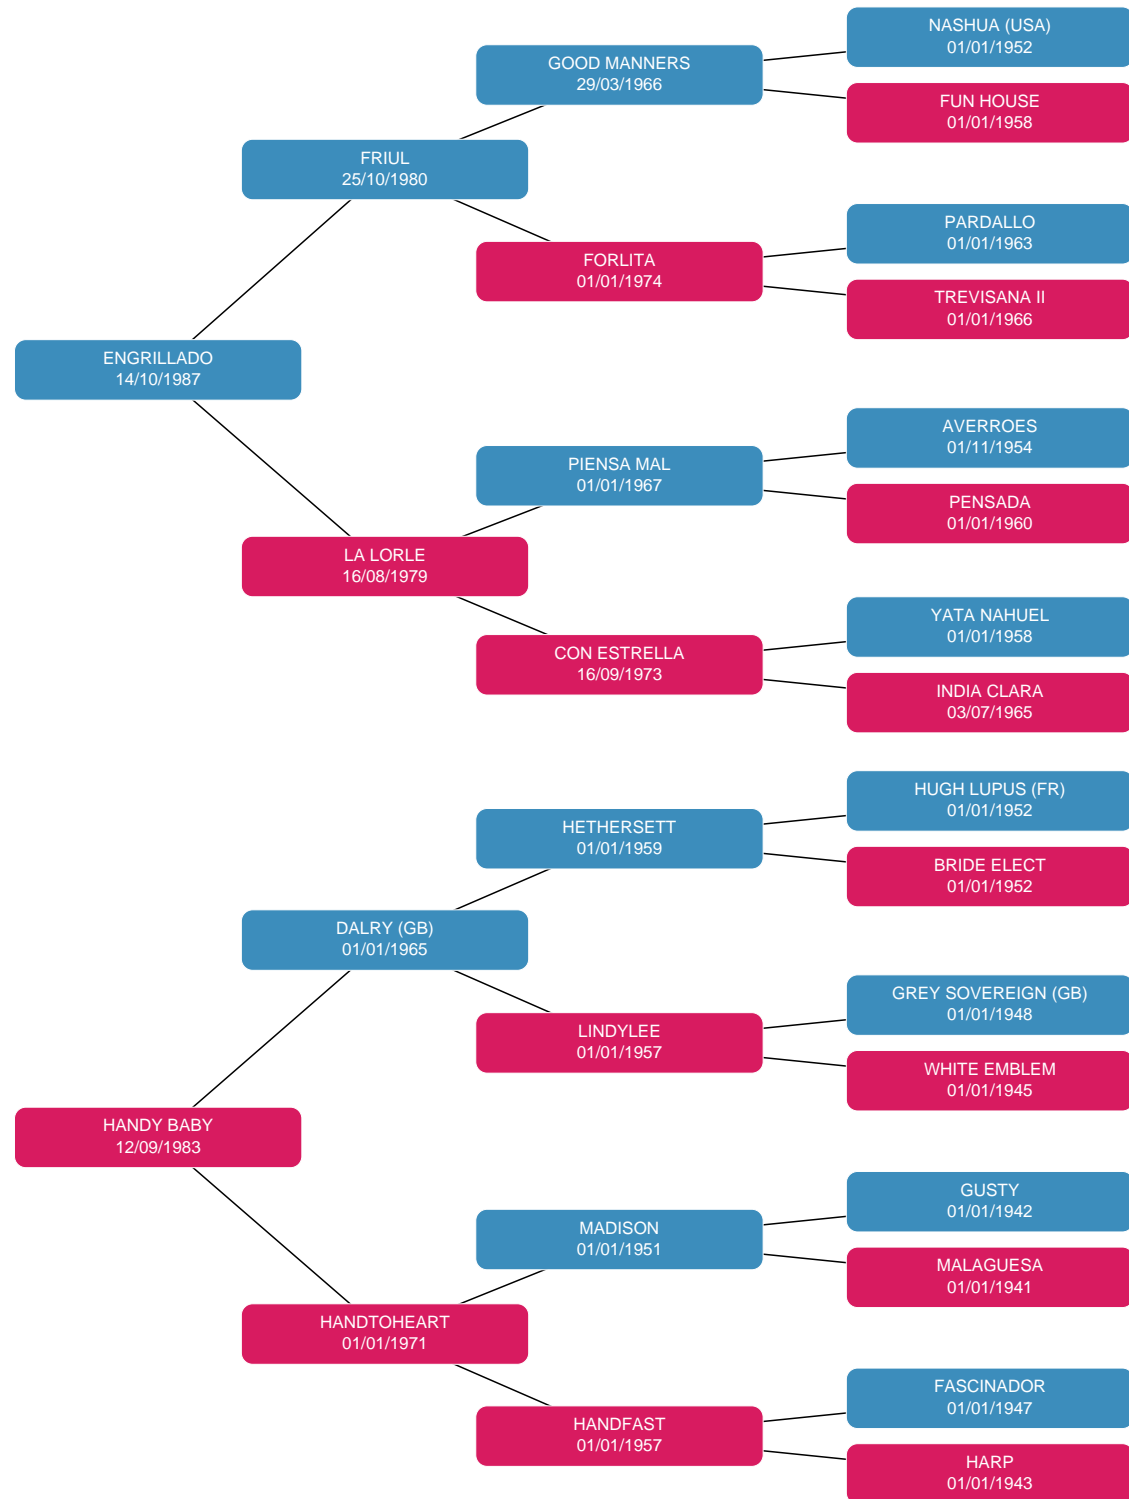 NASHUA (USA)
01/01/1952
GOOD MANNERS
29/03/1966
FUN HOUSE
01/01/1958
FRIUL
25/10/1980
PARDALLO
01/01/1963
FORLITA
01/01/1974
TREVISANA II
01/01/1966
ENGRILLADO
14/10/1987
AVERROES
01/11/1954
PIENSA MAL
01/01/1967
PENSADA
01/01/1960
LA LORLE
16/08/1979
YATA NAHUEL
01/01/1958
CON ESTRELLA
16/09/1973
INDIA CLARA
03/07/1965
HUGH LUPUS (FR)
01/01/1952
HETHERSETT
01/01/1959
BRIDE ELECT
01/01/1952
DALRY (GB)
01/01/1965
GREY SOVEREIGN (GB)
01/01/1948
LINDYLEE
01/01/1957
WHITE EMBLEM
01/01/1945
HANDY BABY
12/09/1983
GUSTY
01/01/1942
MADISON
01/01/1951
MALAGUESA
01/01/1941
HANDTOHEART
01/01/1971
FASCINADOR
01/01/1947
HANDFAST
01/01/1957
HARP
01/01/1943